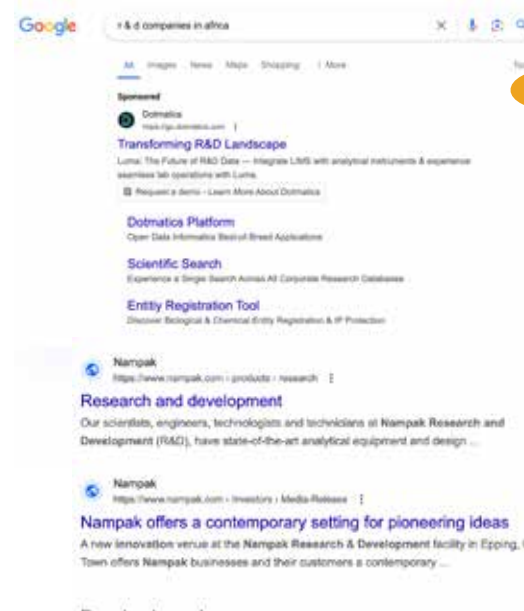 Google
r & d companies in africa
All Images News Maps Shopping More
Sponsored
Dotmatics
Transforming R&D Landscape
Luma: The Future of R&D Data — Integrate LIMS with analytical instruments & experience
seamless lab operations with Luma.
Request a demo - Learn More About Dotmatics
Dotmatics Platform
Open Data Informatics Best-of-Breed Applications
Scientific Search
Experience a Single Search Across All Corporate Research Databases
Entitiy Registration Tool
Discover Biological & Chemical Entity Registration & IP Protection
Nampak
https://www.nampak.com › products › research
Research and development
Our scientists, engineers, technologists and technicians at Nampak Research and
Development (R&D), have state-of-the-art analytical equipment and design ...
Nampak
https://www.nampak.com › Investors › Media-Release
Nampak offers a contemporary setting for pioneering ideas
A new innovation venue at the Nampak Research & Development facility in Epping,
Town offers Nampak businesses and their customers a contemporary ...